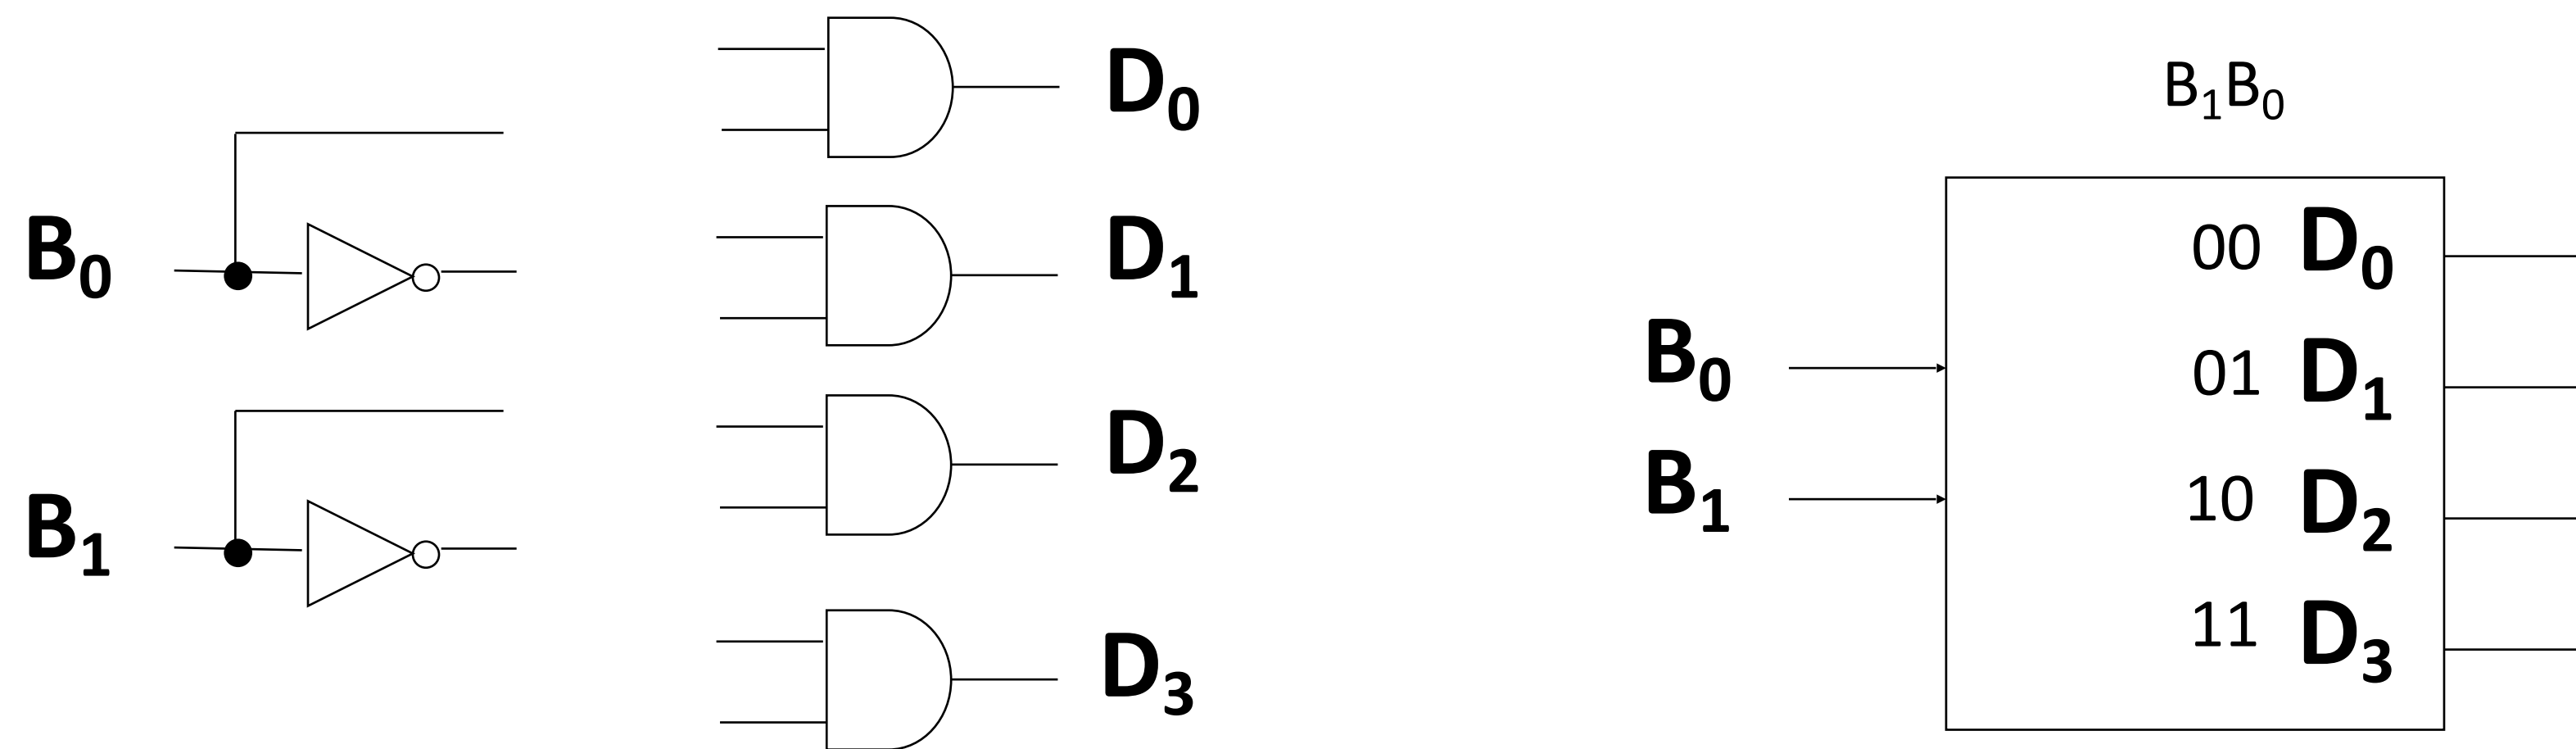 B₀
B₁
D₀
D₁
D₂
D₃
B₁B₀
B₀
B₁
00 D₀
01 D₁
10 D₂
11 D₃